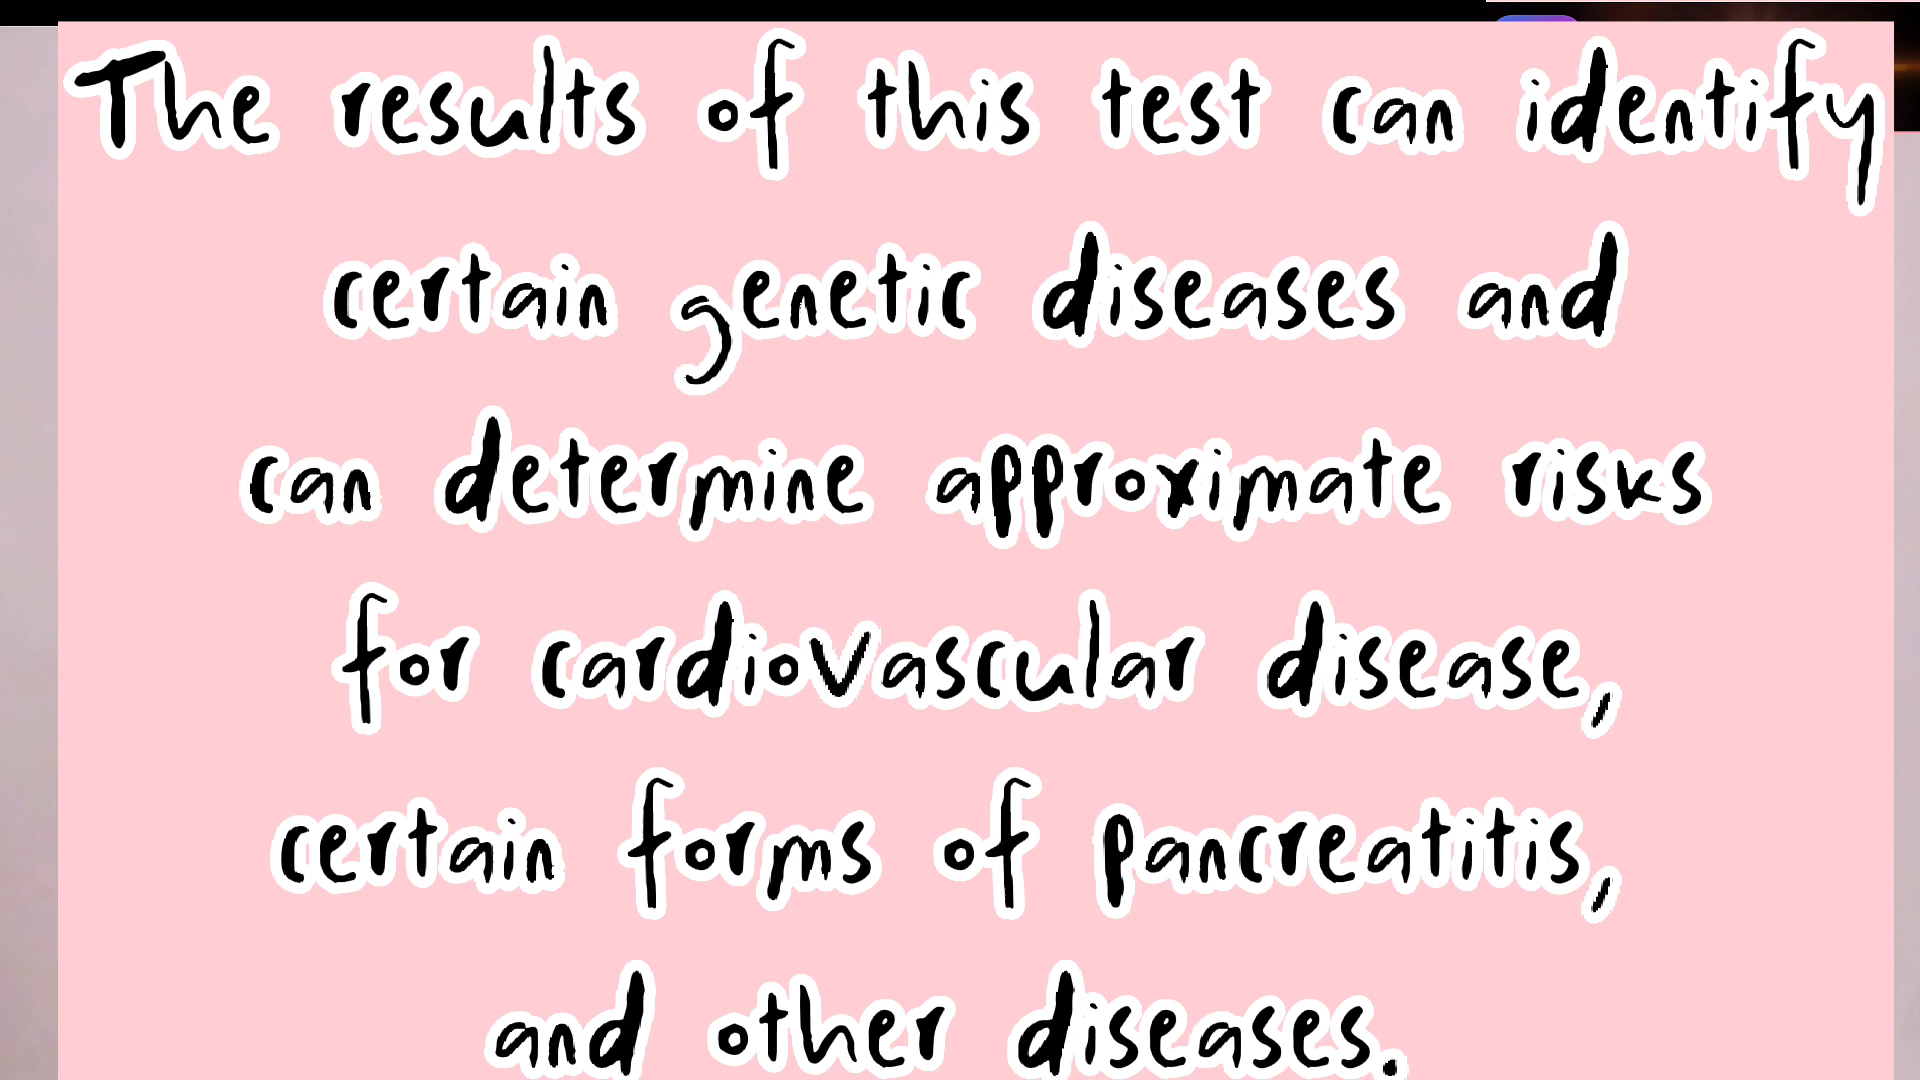 The results of this test can identify
certain genetic diseases and
can determine approximate risks
for cardiovascular disease,
certain forms of pancreatitis,
and other diseases.